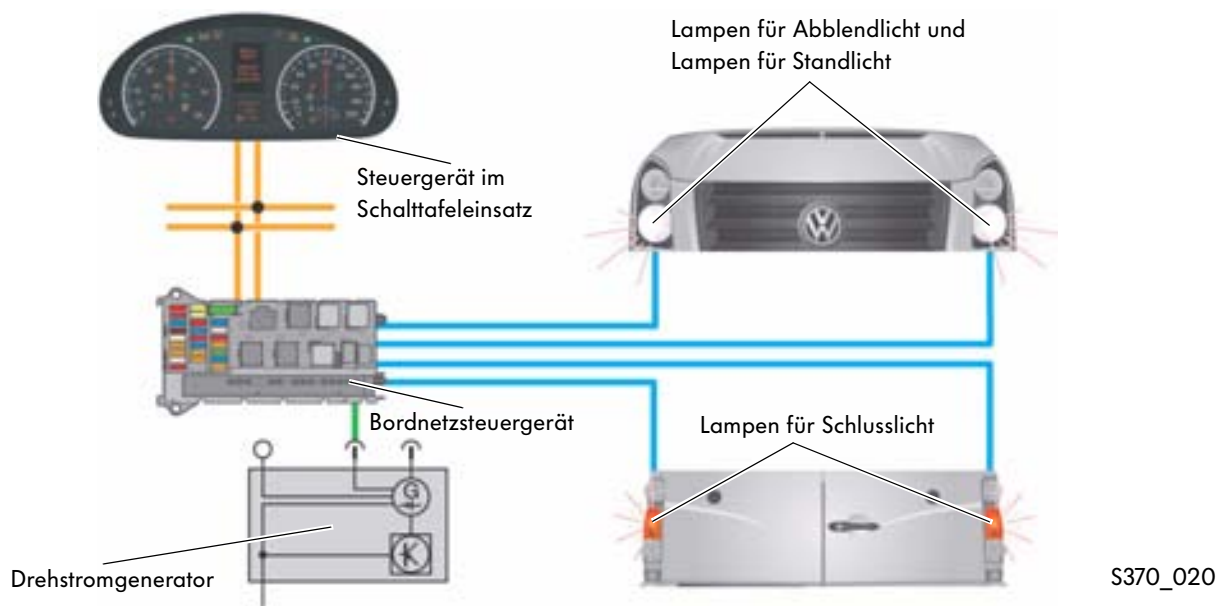 Lampen für Abblendlicht und
Lampen für Standlicht
Steuergerät im
Schalttafeleinsatz
Bordnetzsteuergerät
Lampen für Schlusslicht
G
Drehstromgenerator
S370_020